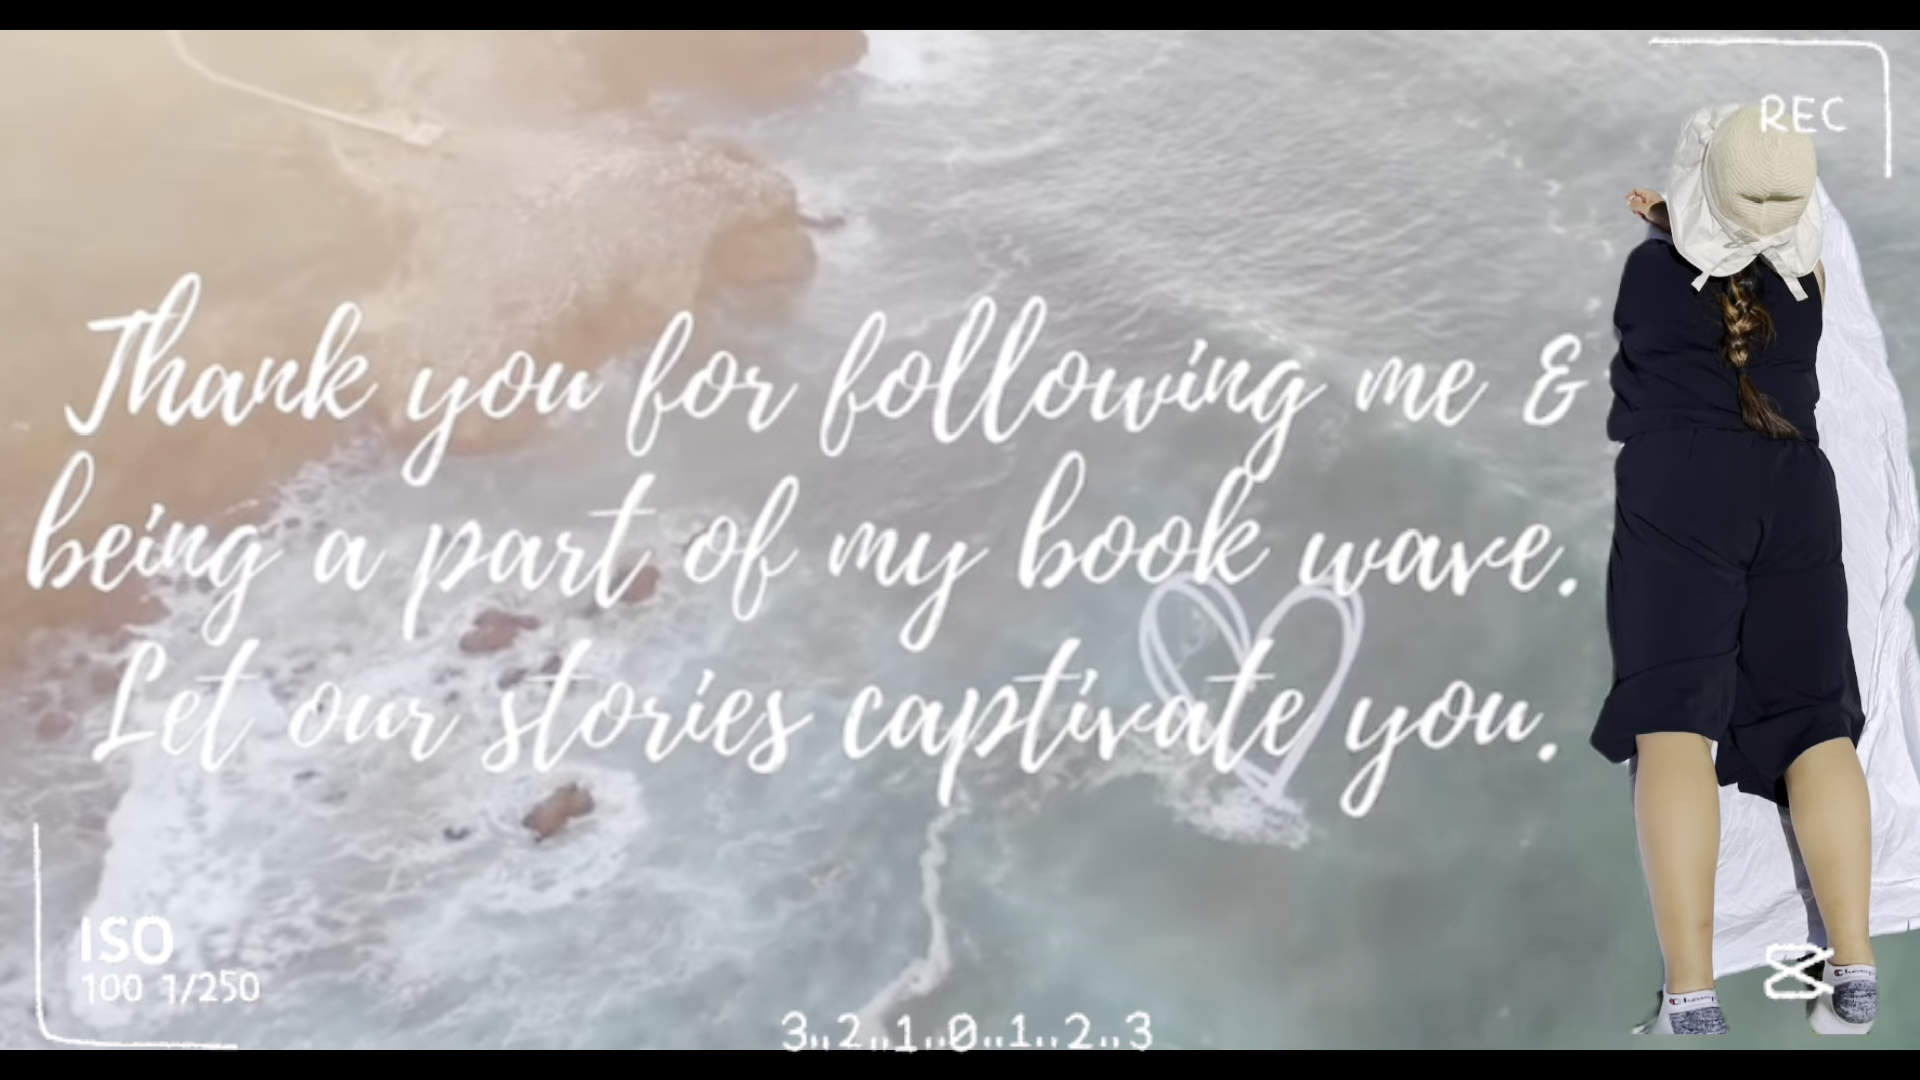 REC
Thank you for following me &
being a part of my book wave.
Let our stories captivate you.
ISO
100 1/250
3..2..1..0..1..2..3